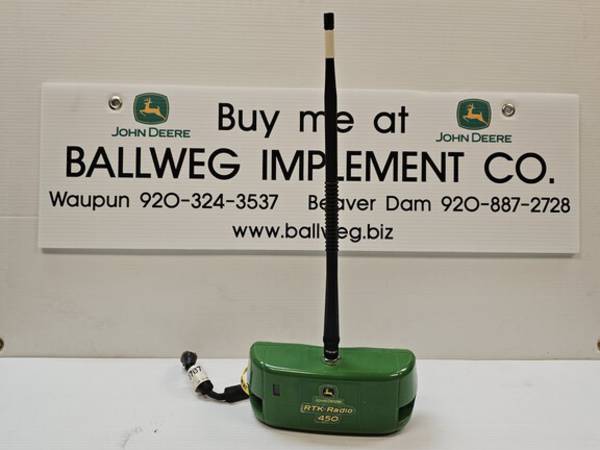 JOHN DEERE
Buy me at
JOHN DEERE
BALLWEG IMPLEMENT CO.
Waupun 920-324-3537 Beaver Dam 920-887-2728
www.ballweg.biz
JOHN DEERE
RTK-Radio
450